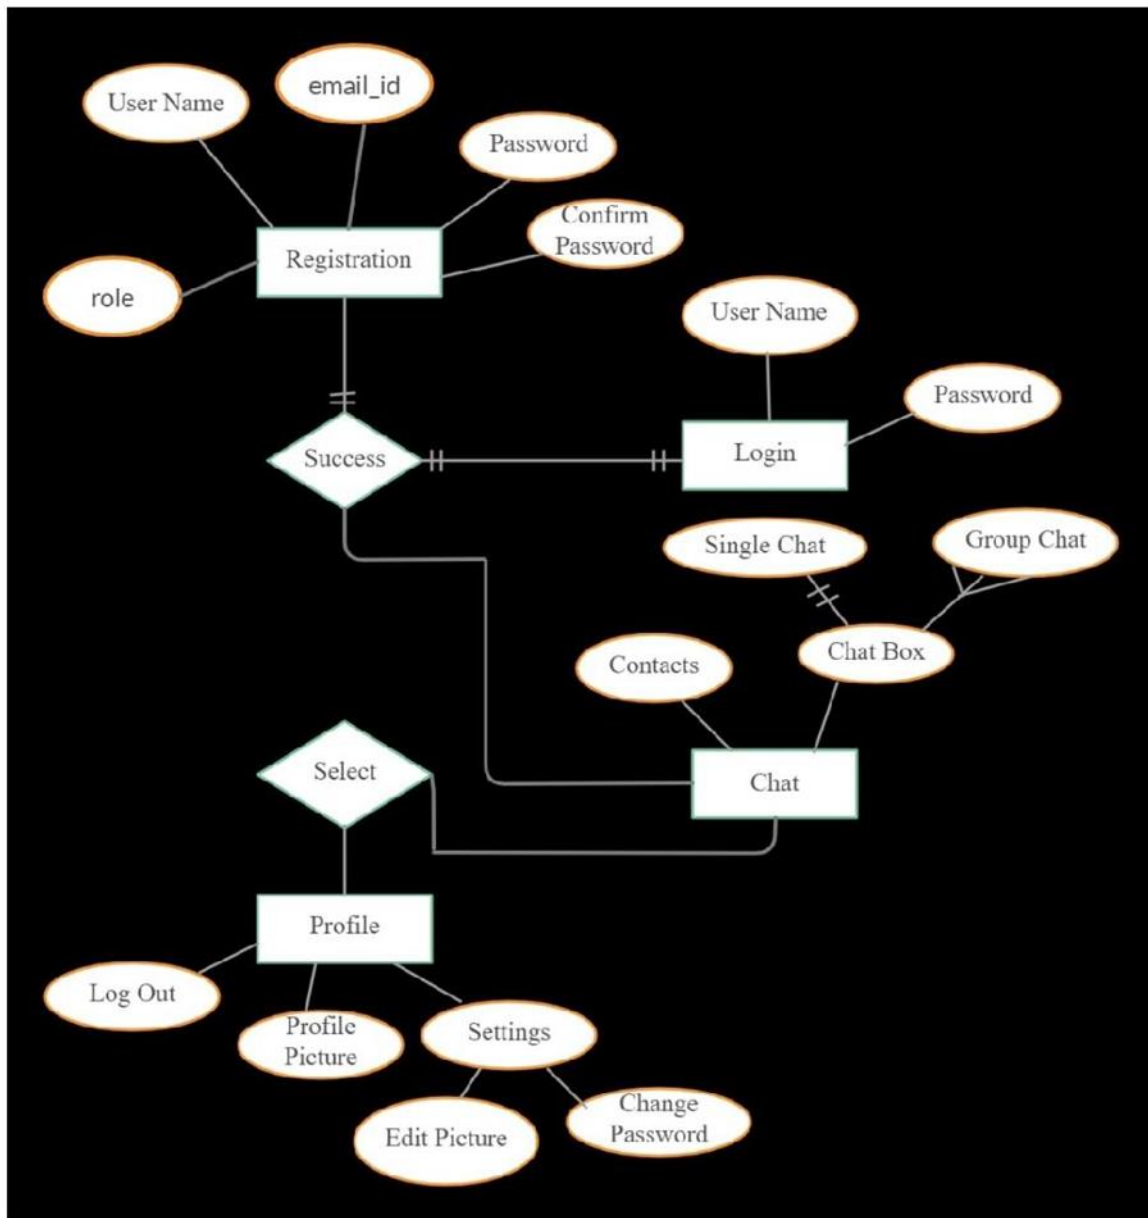 email_id
User Name
Password
Confirm
Password
Registration
role
User Name
Password
Success
Login
Single Chat
Group Chat
Contacts
Chat Box
Select
Chat
Profile
Log Out
Profile
Picture
Settings
Edit Picture
Change
Password